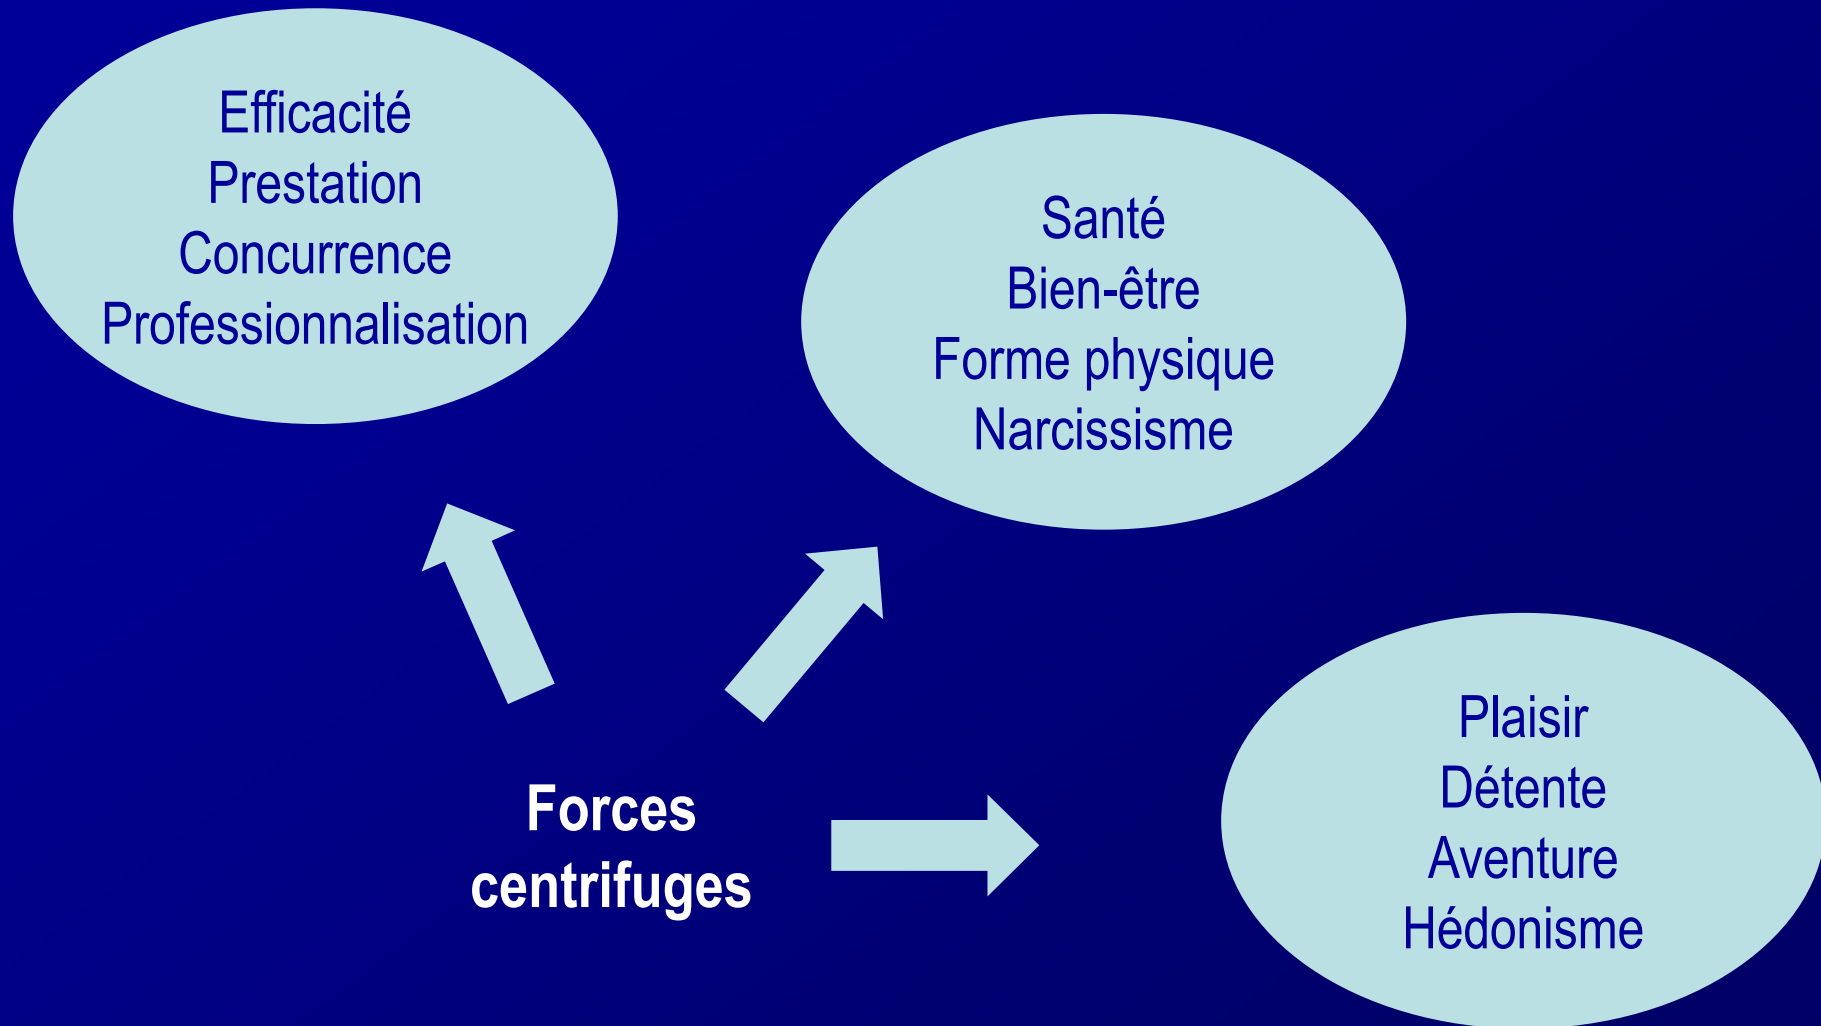 Efficacité
Prestation
Concurrence
Professionnalisation
Santé
Bien-être
Forme physique
Narcissisme
Plaisir
Détente
Aventure
Hédonisme
Forces
centrifuges